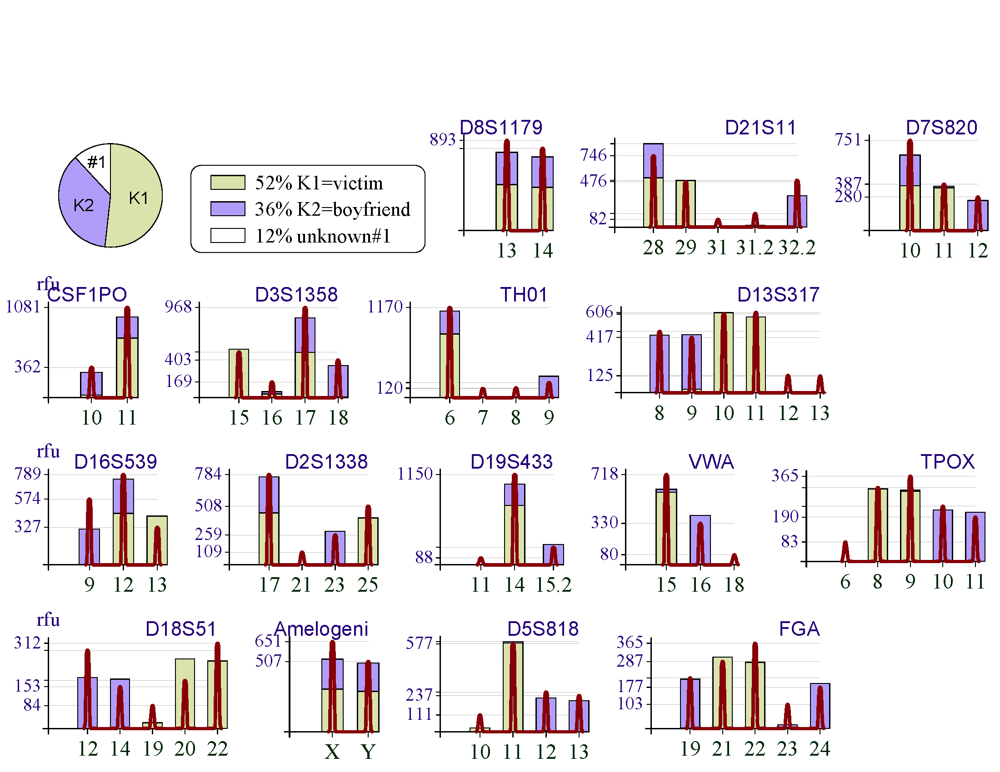 #1
K2
K1
52% K1=victim
36% K2=boyfriend
12% unknown#1
D8S1179
893
13 14
D21S11
746
476
82
28 29 31 31.2 32.2
D7S820
751
387
280
10 11 12
rfu
CSF1PO
1081
362
10 11
D3S1358
968
403
169
15 16 17 18
TH01
1170
120
6 7 8 9
D13S317
606
417
125
8 9 10 11 12 13
rfu
D16S539
789
574
327
9 12 13
D2S1338
784
508
259
109
17 21 23 25
D19S433
1150
88
11 14 15.2
VWA
718
330
80
15 16 18
TPOX
365
190
83
6 8 9 10 11
rfu
D18S51
312
153
84
12 14 19 20 22
Amelogeni
651
507
X Y
D5S818
577
237
111
10 11 12 13
FGA
365
287
177
103
19 21 22 23 24